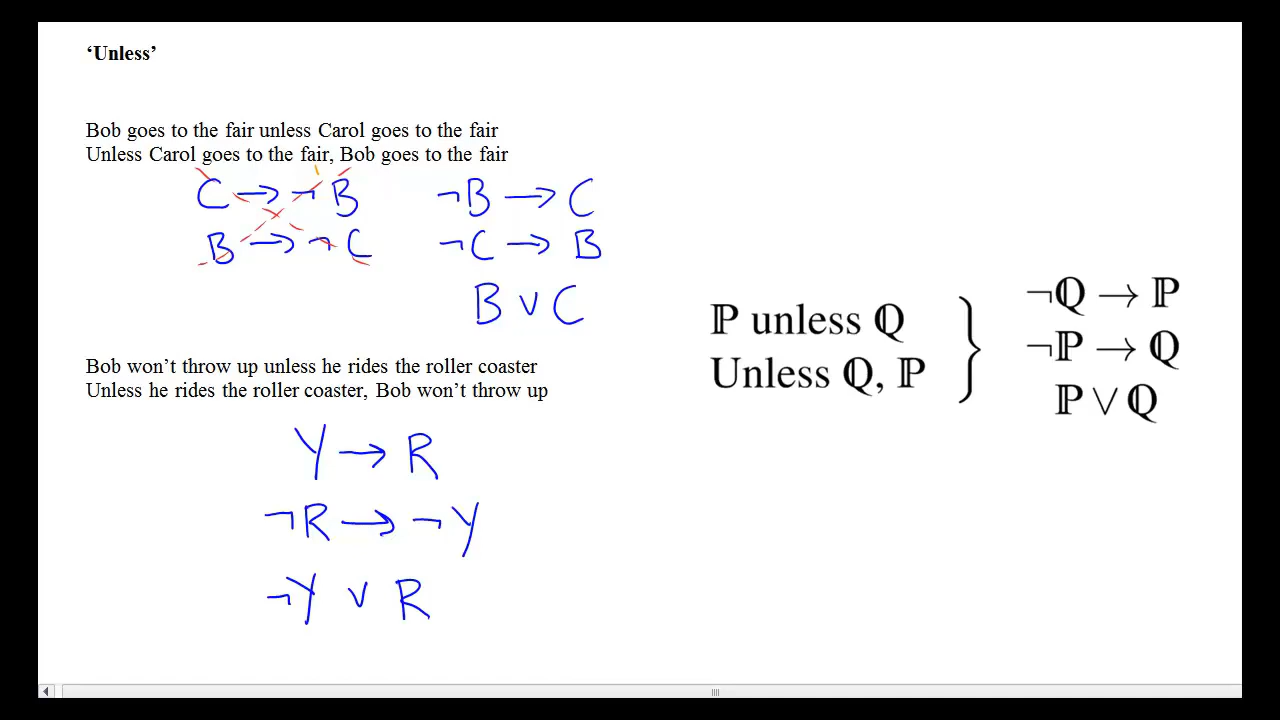 ‘Unless’
Bob goes to the fair unless Carol goes to the fair
Unless Carol goes to the fair, Bob goes to the fair
C → ¬B
B → ¬C
¬B → C
¬C → B
B ∨ C
Bob won’t throw up unless he rides the roller coaster
Unless he rides the roller coaster, Bob won’t throw up
Y → R
¬R → ¬Y
¬Y ∨ R
ℙ unless ℚ
Unless ℚ, ℙ
¬ℚ → ℙ
¬ℙ → ℚ
ℙ ∨ ℚ